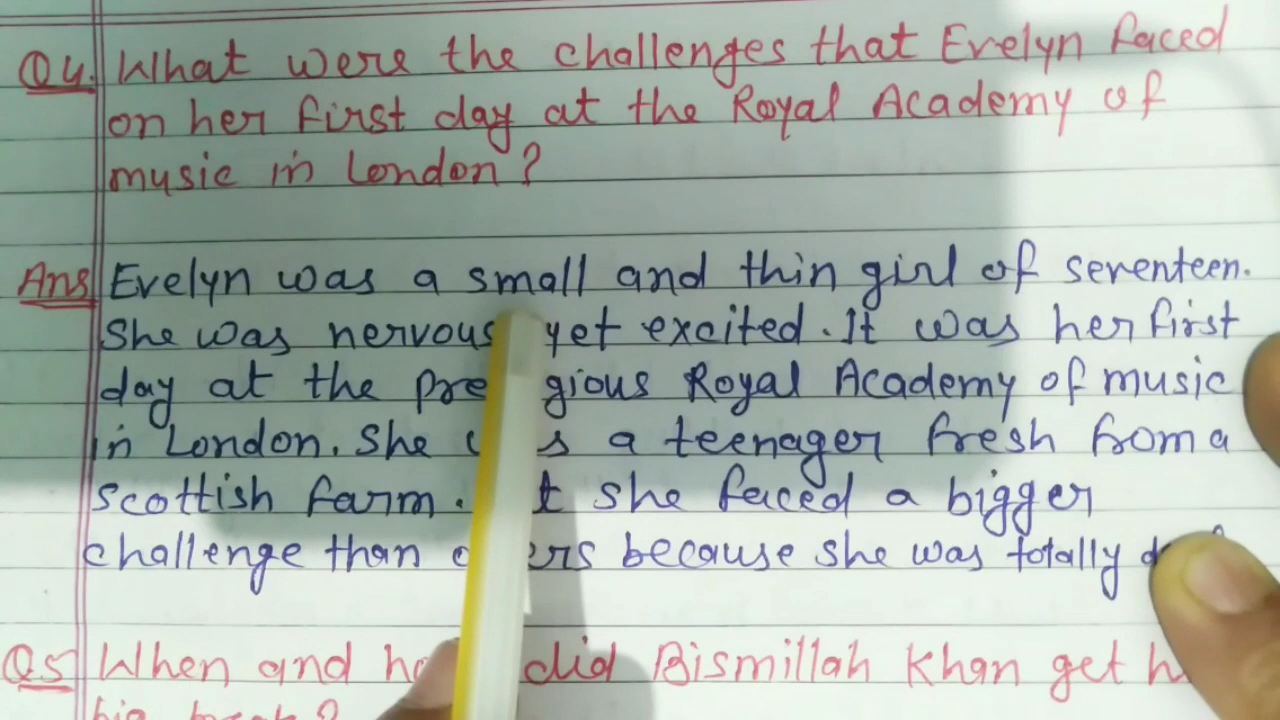 Q4. What were the challenges that Evelyn faced
on her first day at the Royal Academy of
music in London?
Ans Evelyn was a small and thin girl of seventeen.
She was nervous yet excited. It was her first
day at the pre gious Royal Academy of music
in London. She a teenager fresh from a
Scottish farm. she faced a bigger
challenge than because she was totally
Q5 When and did Bismillah Khan get
big break?